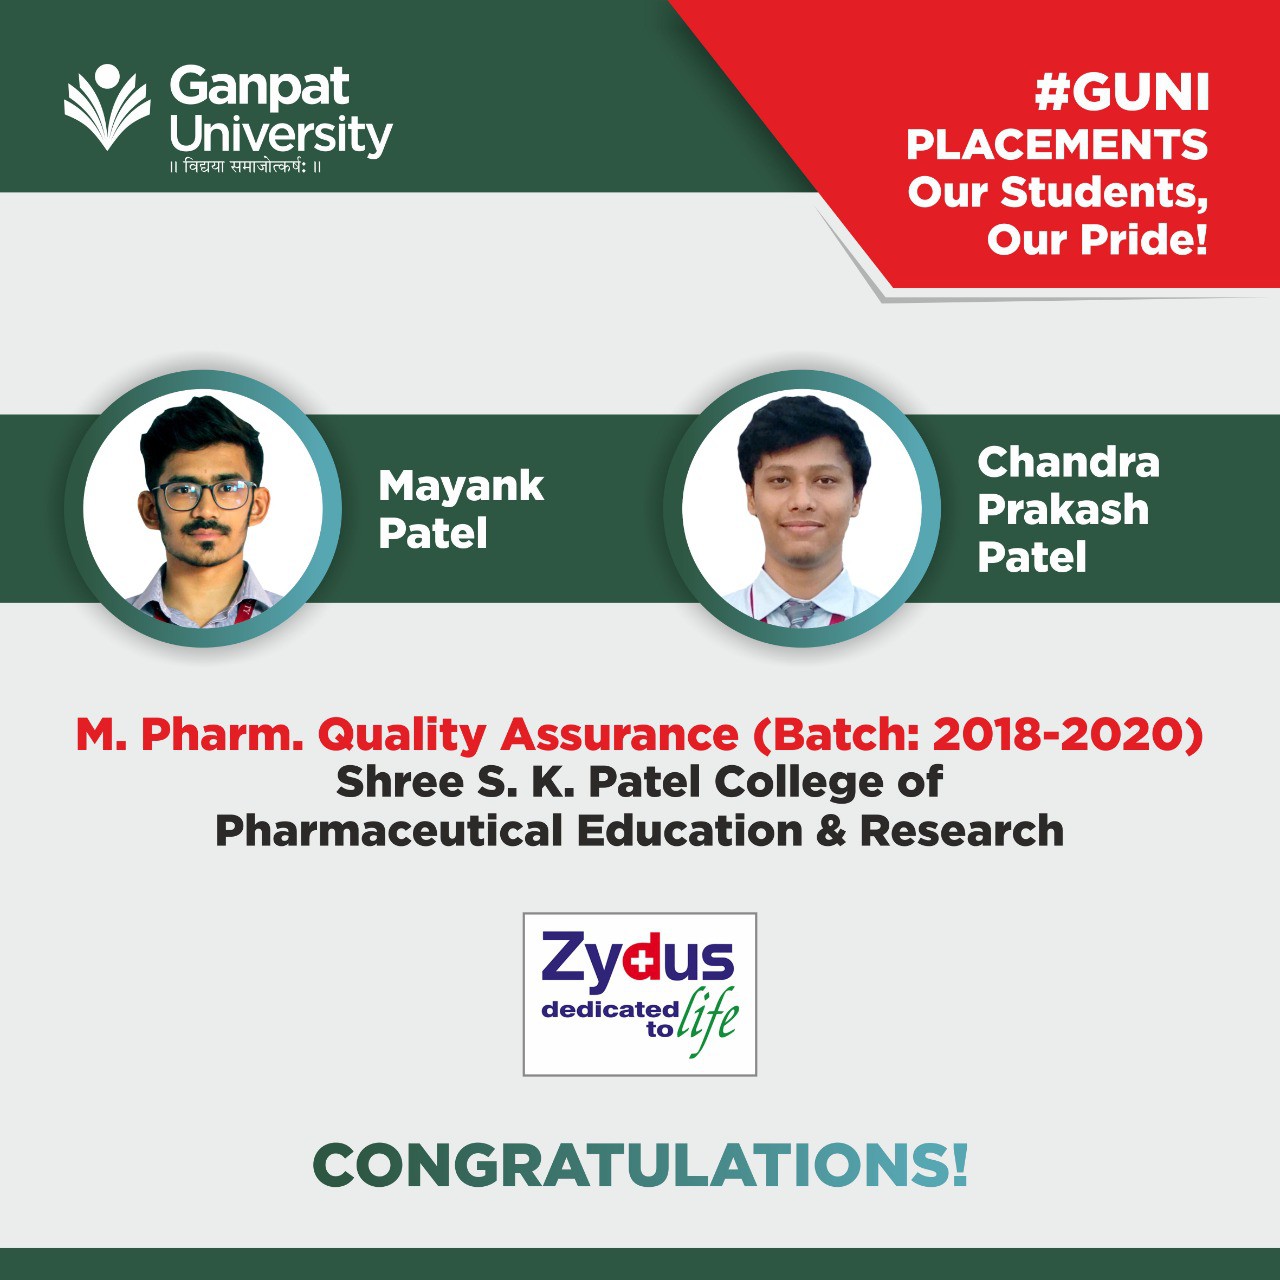 Ganpat
University
॥ विद्यया समाजोत्कर्षः ॥
#GUNI
PLACEMENTS
Our Students,
Our Pride!
Mayank
Patel
Chandra
Prakash
Patel
M. Pharm. Quality Assurance (Batch: 2018-2020)
Shree S. K. Patel College of
Pharmaceutical Education & Research
Zydus
dedicated
to life
CONGRATULATIONS!